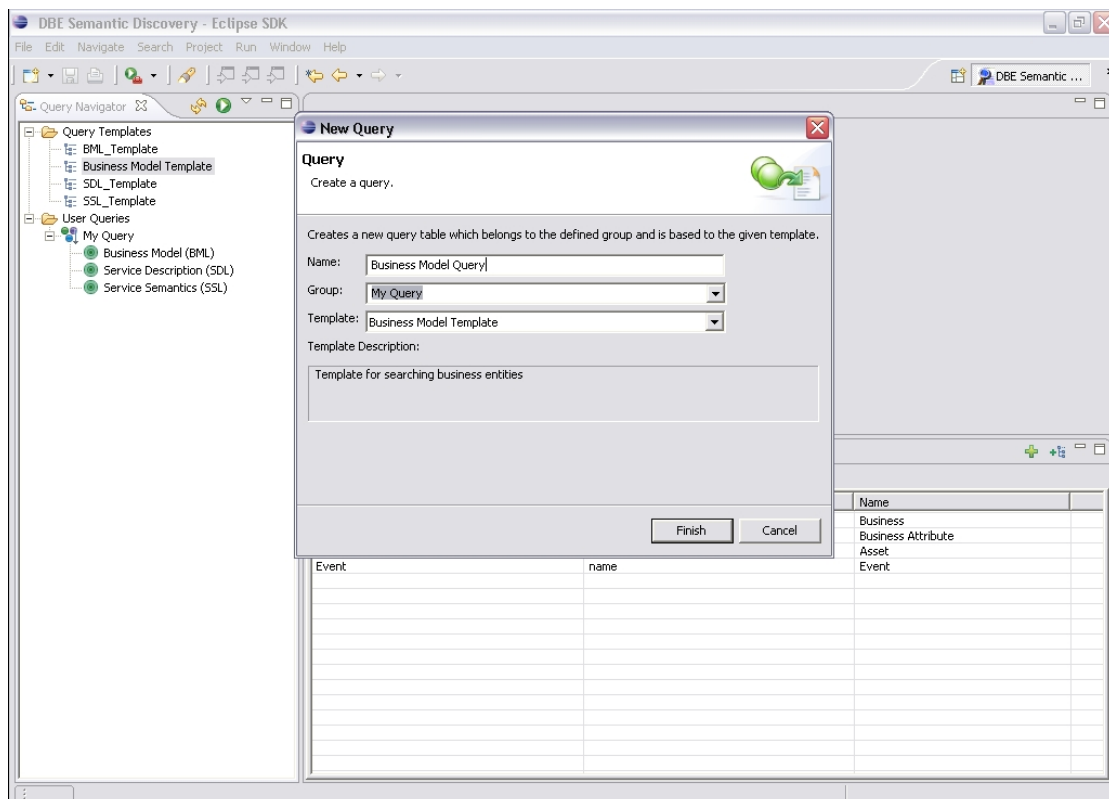 DBE Semantic Discovery - Eclipse SDK
File Edit Navigate Search Project Run Window Help
DBE Semantic ...
Query Navigator
Query Templates
BML_Template
Business Model Template
SDL_Template
SSL_Template
User Queries
My Query
Business Model (BML)
Service Description (SDL)
Service Semantics (SSL)
New Query
Query
Create a query.
Creates a new query table which belongs to the defined group and is based to the given template.
Name: Business Model Query
Group: My Query
Template: Business Model Template
Template Description:
Template for searching business entities
Finish Cancel
Name
Business
Business Attribute
Asset
Event name Event